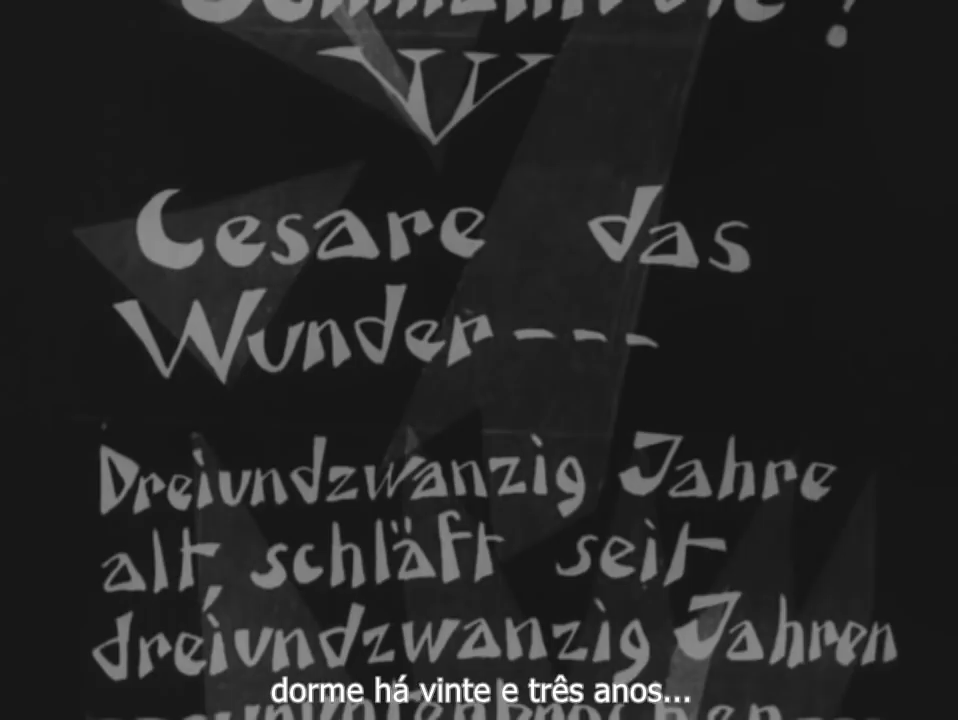 W
Cesare das
Wunder---
Dreiundzwanzig Jahre
alt, schläft seit
dreiundzwanzig Jahren
dorme há vinte e três anos...